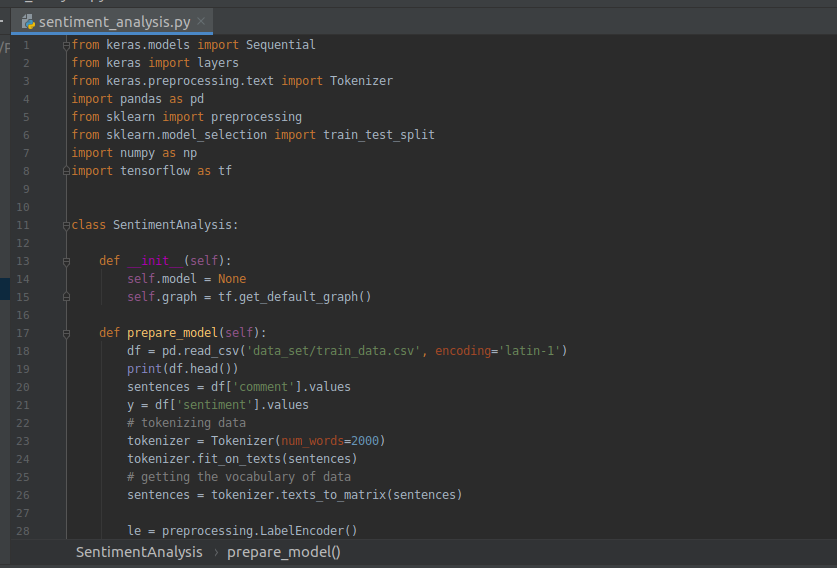 sentiment_analysis.py
1 from keras.models import Sequential
2 from keras import layers
3 from keras.preprocessing.text import Tokenizer
4 import pandas as pd
5 from sklearn import preprocessing
6 from sklearn.model_selection import train_test_split
7 import numpy as np
8 import tensorflow as tf
9
10
11 class SentimentAnalysis:
12
13 def __init__(self):
14 self.model = None
15 self.graph = tf.get_default_graph()
16
17 def prepare_model(self):
18 df = pd.read_csv('data_set/train_data.csv', encoding='latin-1')
19 print(df.head())
20 sentences = df['comment'].values
21 y = df['sentiment'].values
22 # tokenizing data
23 tokenizer = Tokenizer(num_words=2000)
24 tokenizer.fit_on_texts(sentences)
25 # getting the vocabulary of data
26 sentences = tokenizer.texts_to_matrix(sentences)
27
28 le = preprocessing.LabelEncoder()
SentimentAnalysis › prepare_model()